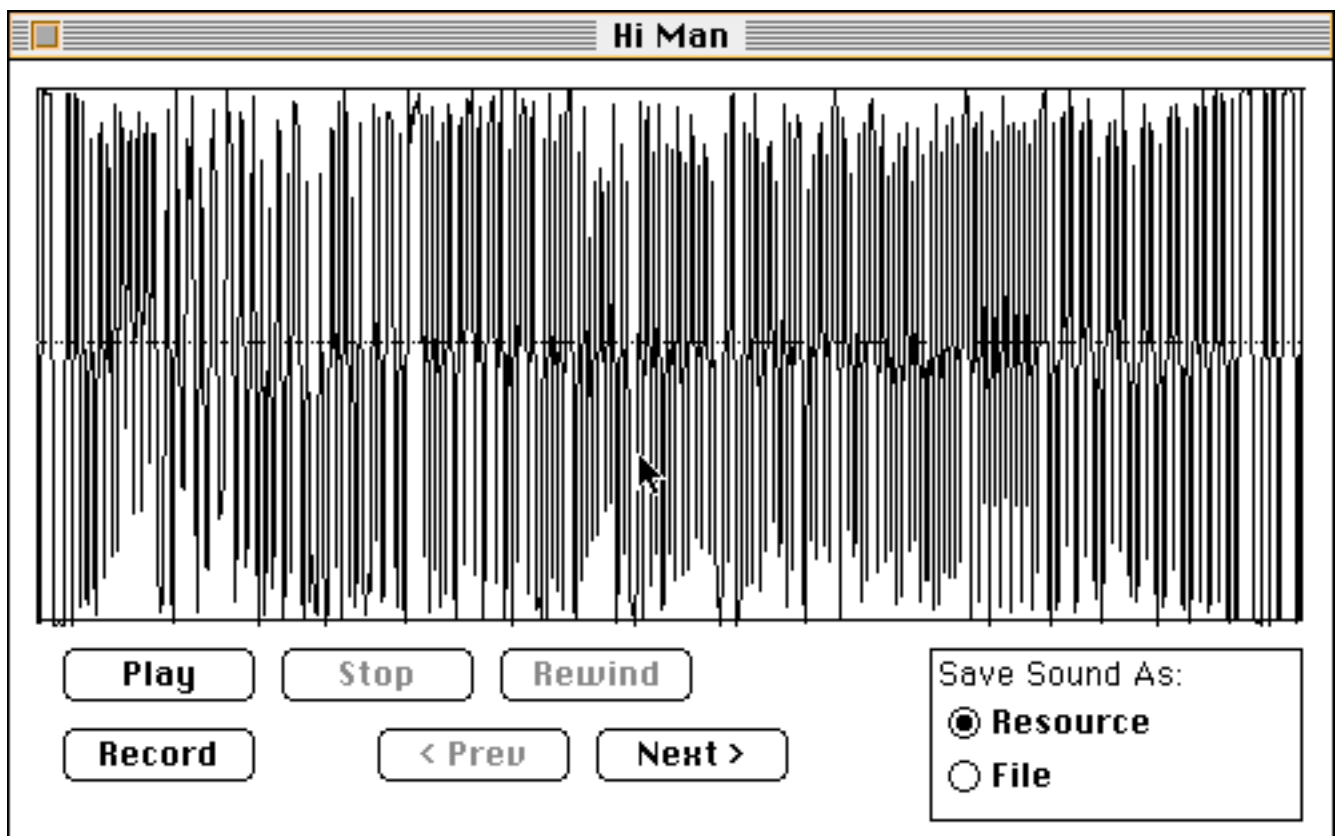 Hi Man
Play Stop Rewind
Record < Prev Next >
Save Sound As:
Resource
File